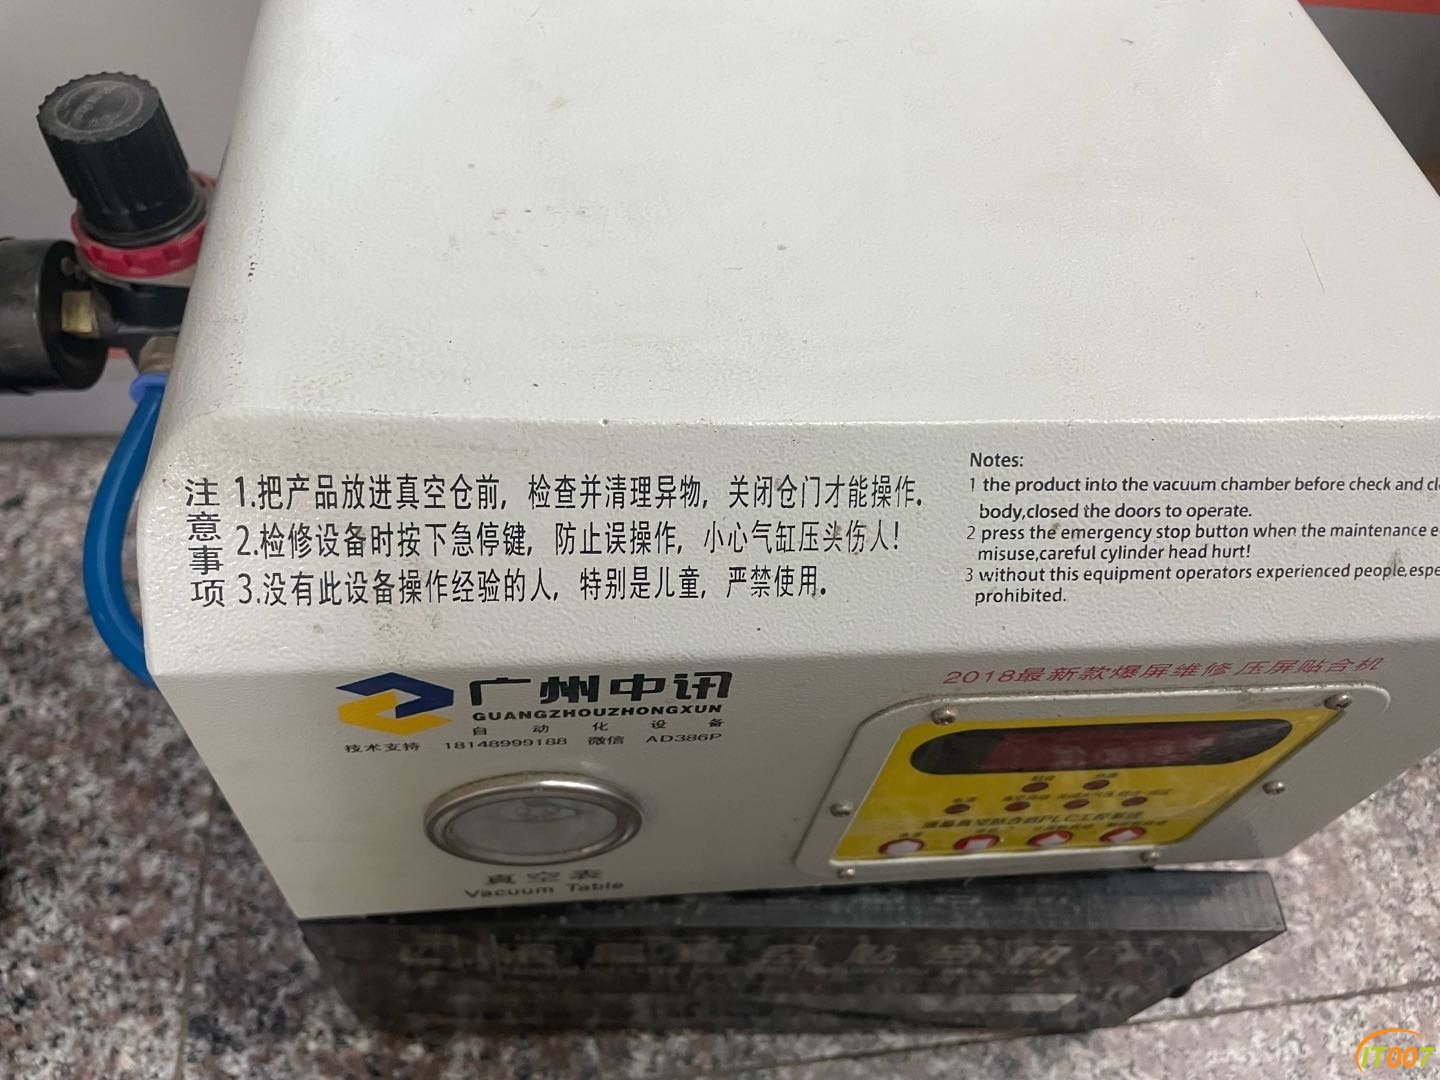 注意事项
1.把产品放进真空仓前，检查并清理异物，关闭仓门才能操作.
2.检修设备时按下急停键，防止误操作，小心气缸压头伤人!
3.没有此设备操作经验的人，特别是儿童，严禁使用.
Notes:
1 the product into the vacuum chamber before check and cl
body,closed the doors to operate.
2 press the emergency stop button when the maintenance e
misuse,careful cylinder head hurt!
3 without this equipment operators experienced people,espe
prohibited.
广州中讯
GUANGZHOUZHONGXUN
自动化设备
技术支持 18148999188 微信 AD386P
2018最新款爆屏维修 压屏贴合机
真空表
Vacuum Table
IT007